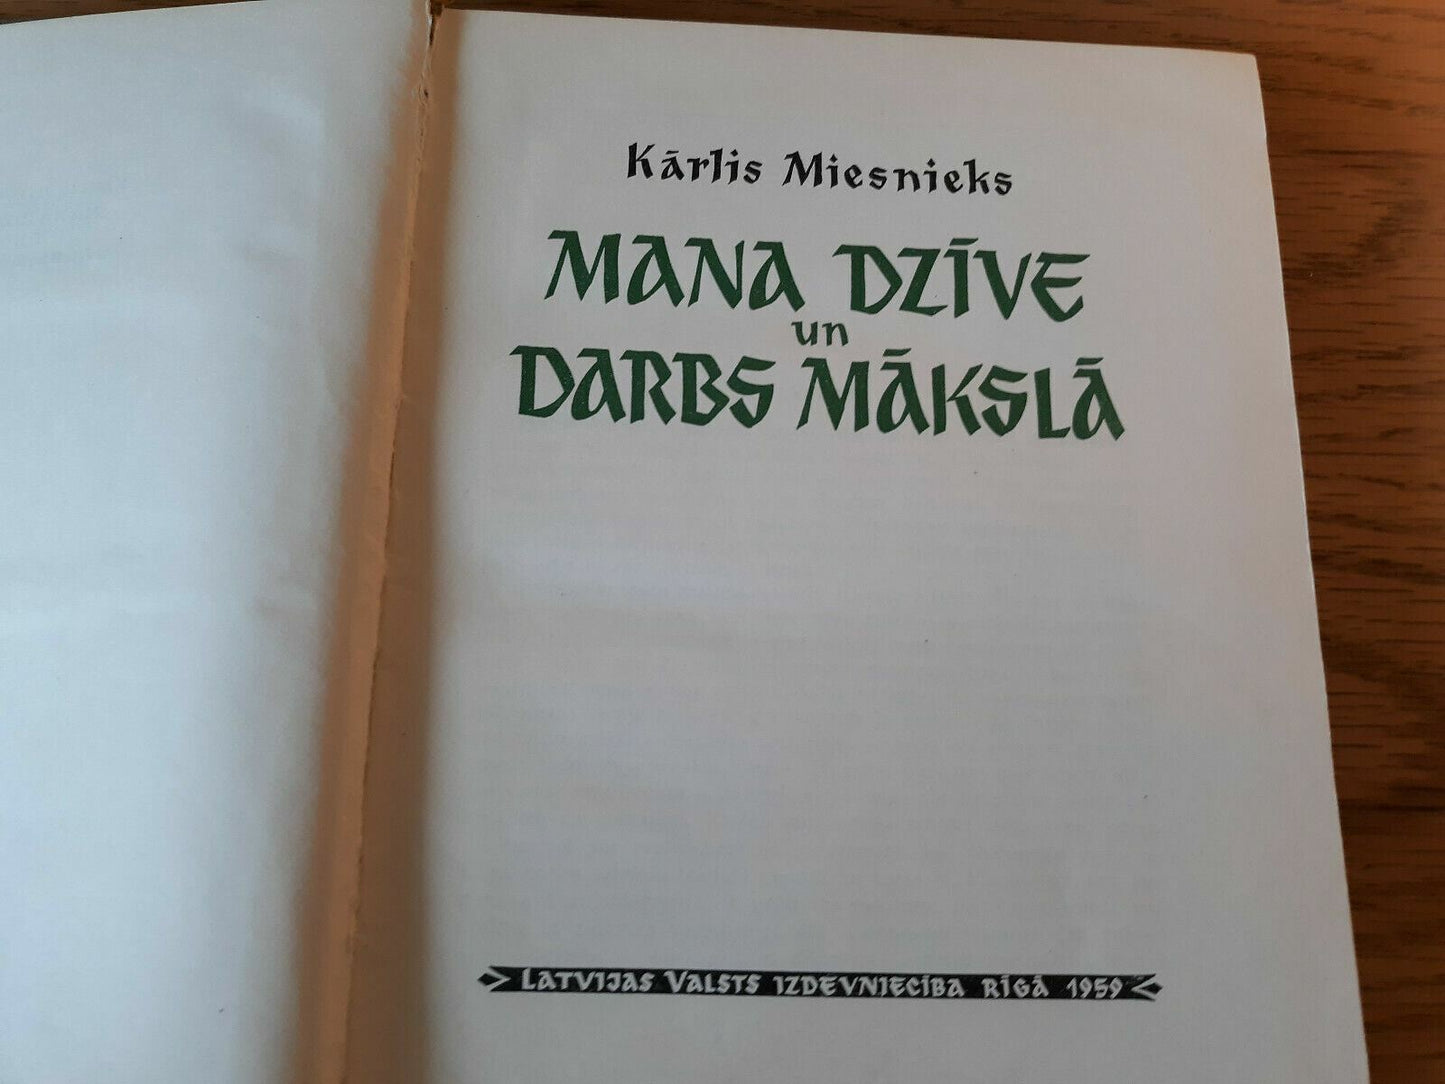 Kārlis Miesnieks
MANA DZĪVE
un
DARBS MĀKSLĀ
LATVIJAS VALSTS IZDEVNIECĪBA RĪGĀ 1959